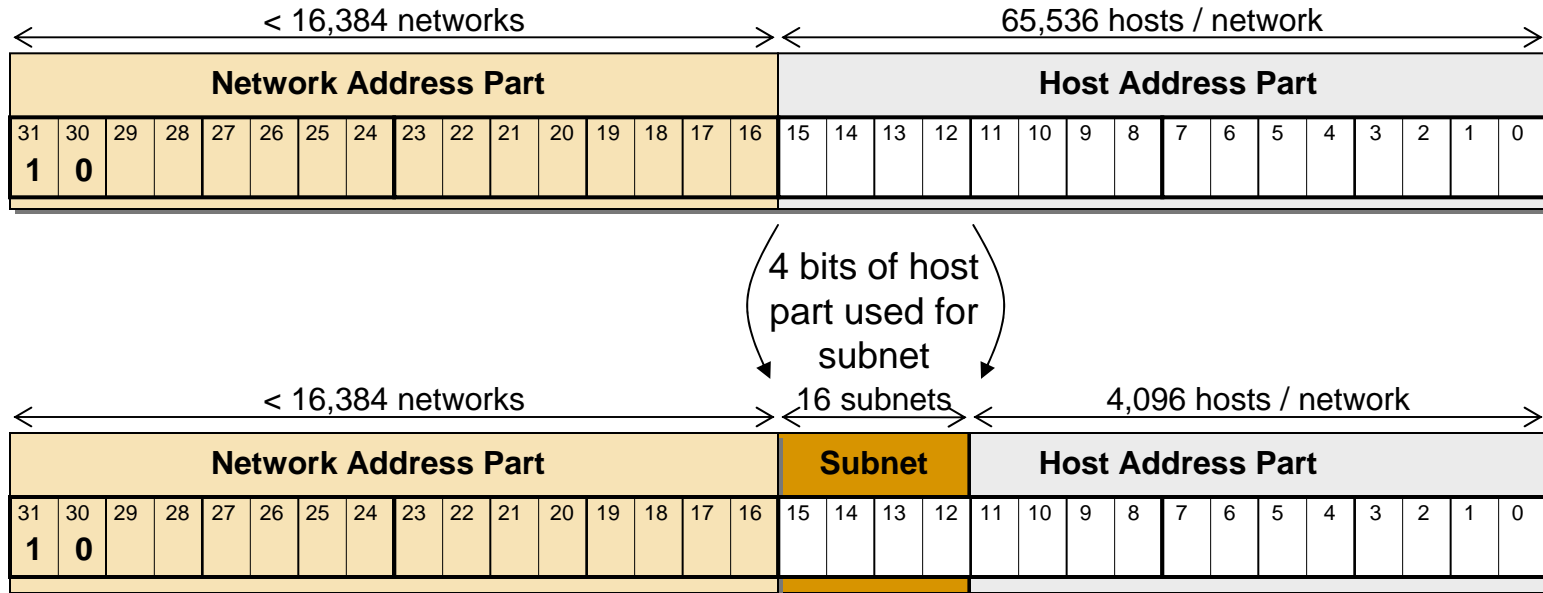 < 16,384 networks 65,536 hosts / network
Network Address Part Host Address Part
31 30 29 28 27 26 25 24 23 22 21 20 19 18 17 16 15 14 13 12 11 10 9 8 7 6 5 4 3 2 1 0
1 0
4 bits of host
part used for
subnet
< 16,384 networks 16 subnets 4,096 hosts / network
Network Address Part Subnet Host Address Part
31 30 29 28 27 26 25 24 23 22 21 20 19 18 17 16 15 14 13 12 11 10 9 8 7 6 5 4 3 2 1 0
1 0